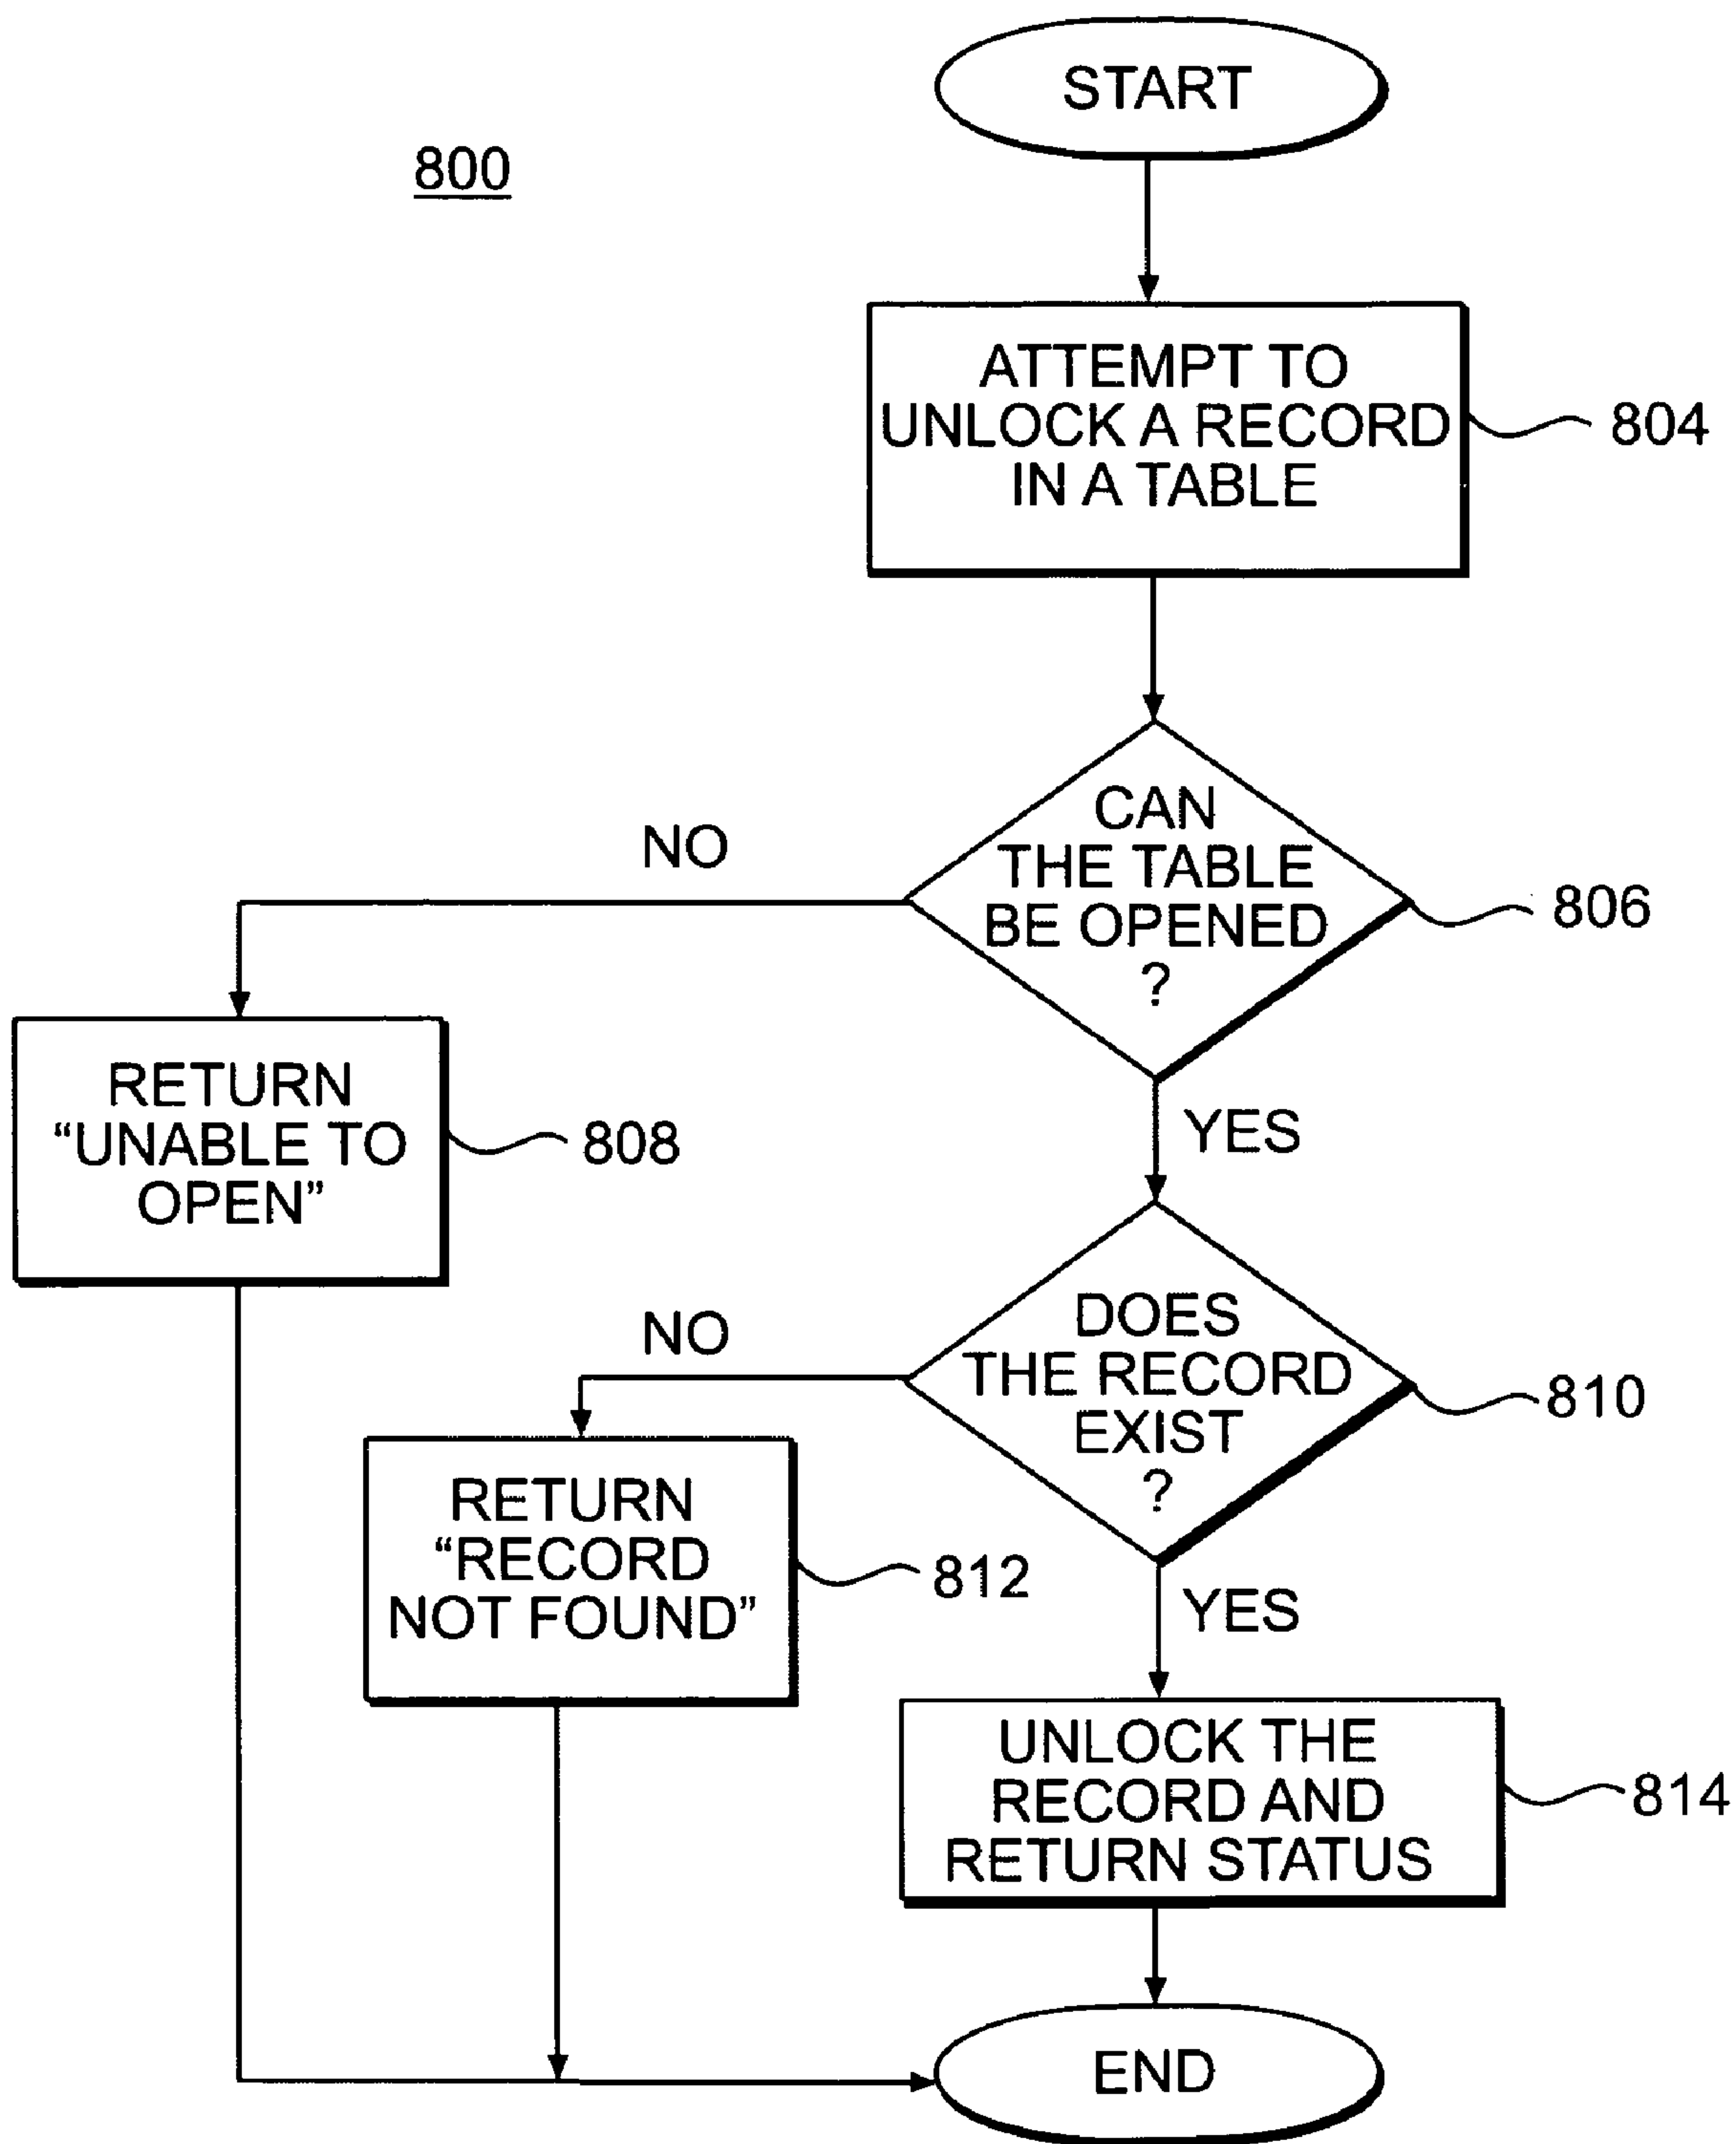 START
800
ATTEMPT TO
UNLOCK A RECORD
IN A TABLE
804
CAN
THE TABLE
BE OPENED
?
806
NO
RETURN
“UNABLE TO
OPEN”
808
YES
DOES
THE RECORD
EXIST
?
810
NO
RETURN
“RECORD
NOT FOUND”
812
YES
UNLOCK THE
RECORD AND
RETURN STATUS
814
END